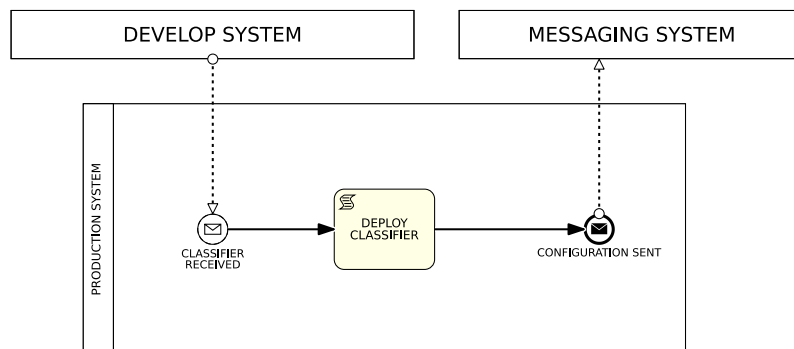 DEVELOP SYSTEM
MESSAGING SYSTEM
PRODUCTION SYSTEM
DEPLOY
CLASSIFIER
CLASSIFIER
RECEIVED
CONFIGURATION SENT